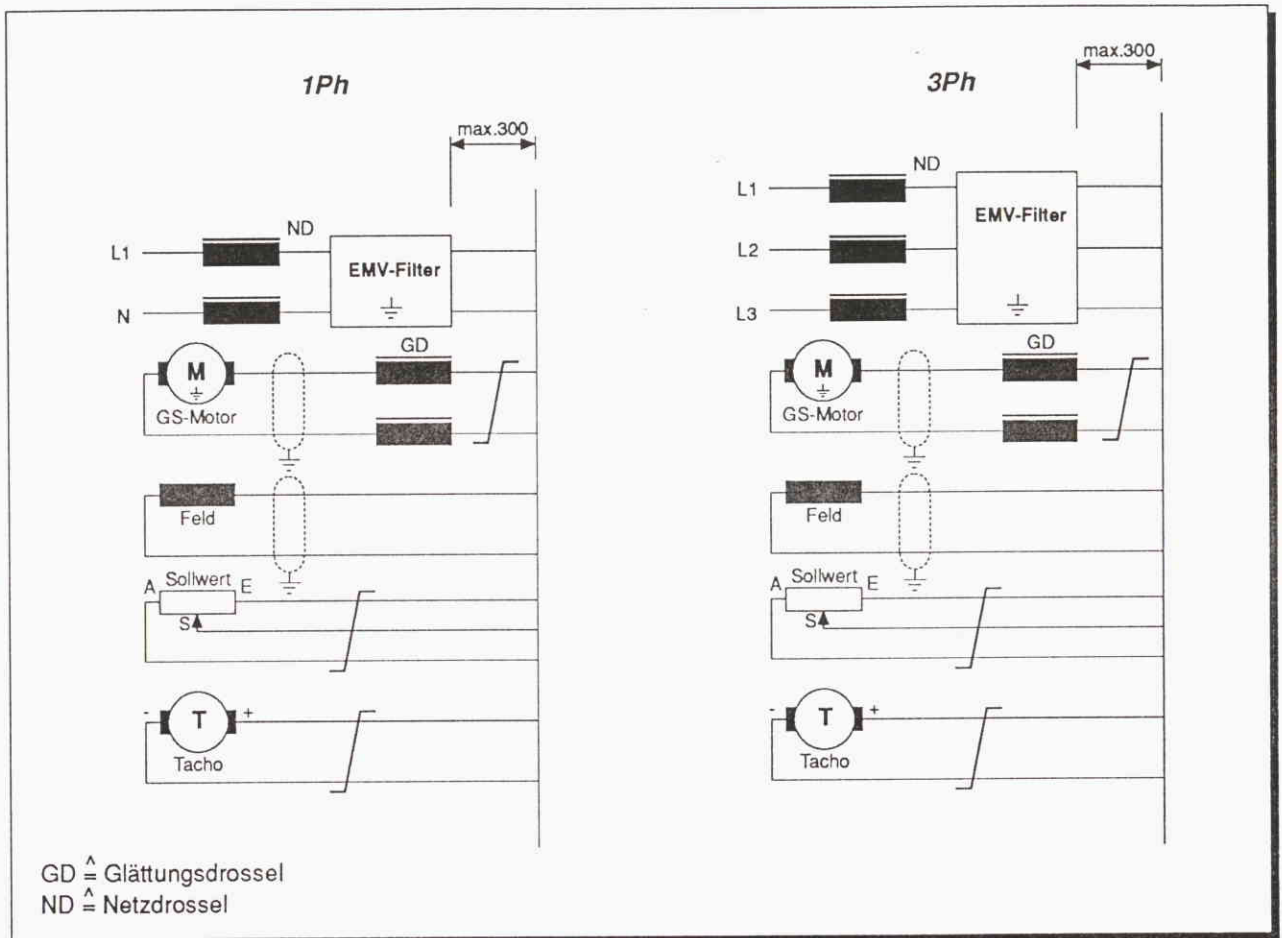 1Ph
max.300
ND
L1
EMV-Filter
N
GD
M
GS-Motor
Feld
A Sollwert E
S
- T +
Tacho
3Ph
max.300
ND
L1
EMV-Filter
L2
L3
GD
M
GS-Motor
Feld
A Sollwert E
S
- T +
Tacho
GD ≙ Glättungsdrossel
ND ≙ Netzdrossel